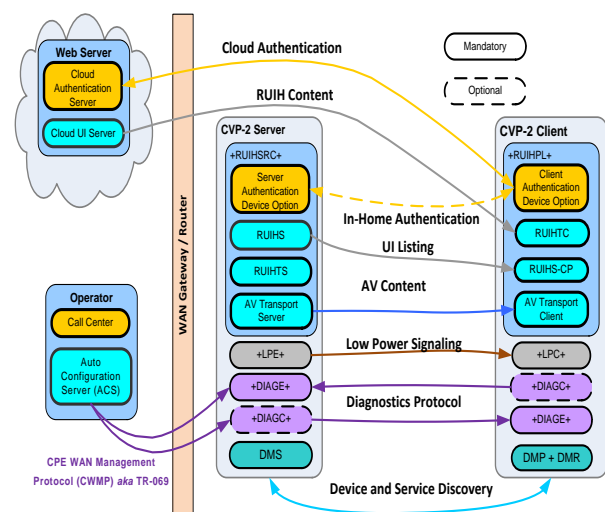 Web Server
Cloud
Authentication
Server
Cloud UI Server
WAN Gateway / Router
Cloud Authentication
RUIH Content
Mandatory
Optional
CVP-2 Server
+RUIHSRC+
Server
Authentication
Device Option
RUIHS
RUIHTS
AV Transport
Server
+LPE+
+DIAGE+
+DIAGC+
DMS
In-Home Authentication
UI Listing
AV Content
Low Power Signaling
Diagnostics Protocol
Device and Service Discovery
CVP-2 Client
+RUIHPL+
Client
Authentication
Device Option
RUIHTC
RUIHS-CP
AV Transport
Client
+LPC+
+DIAGC+
+DIAGE+
DMP + DMR
Operator
Call Center
Auto
Configuration
Server (ACS)
CPE WAN Management
Protocol (CWMP) aka TR-069